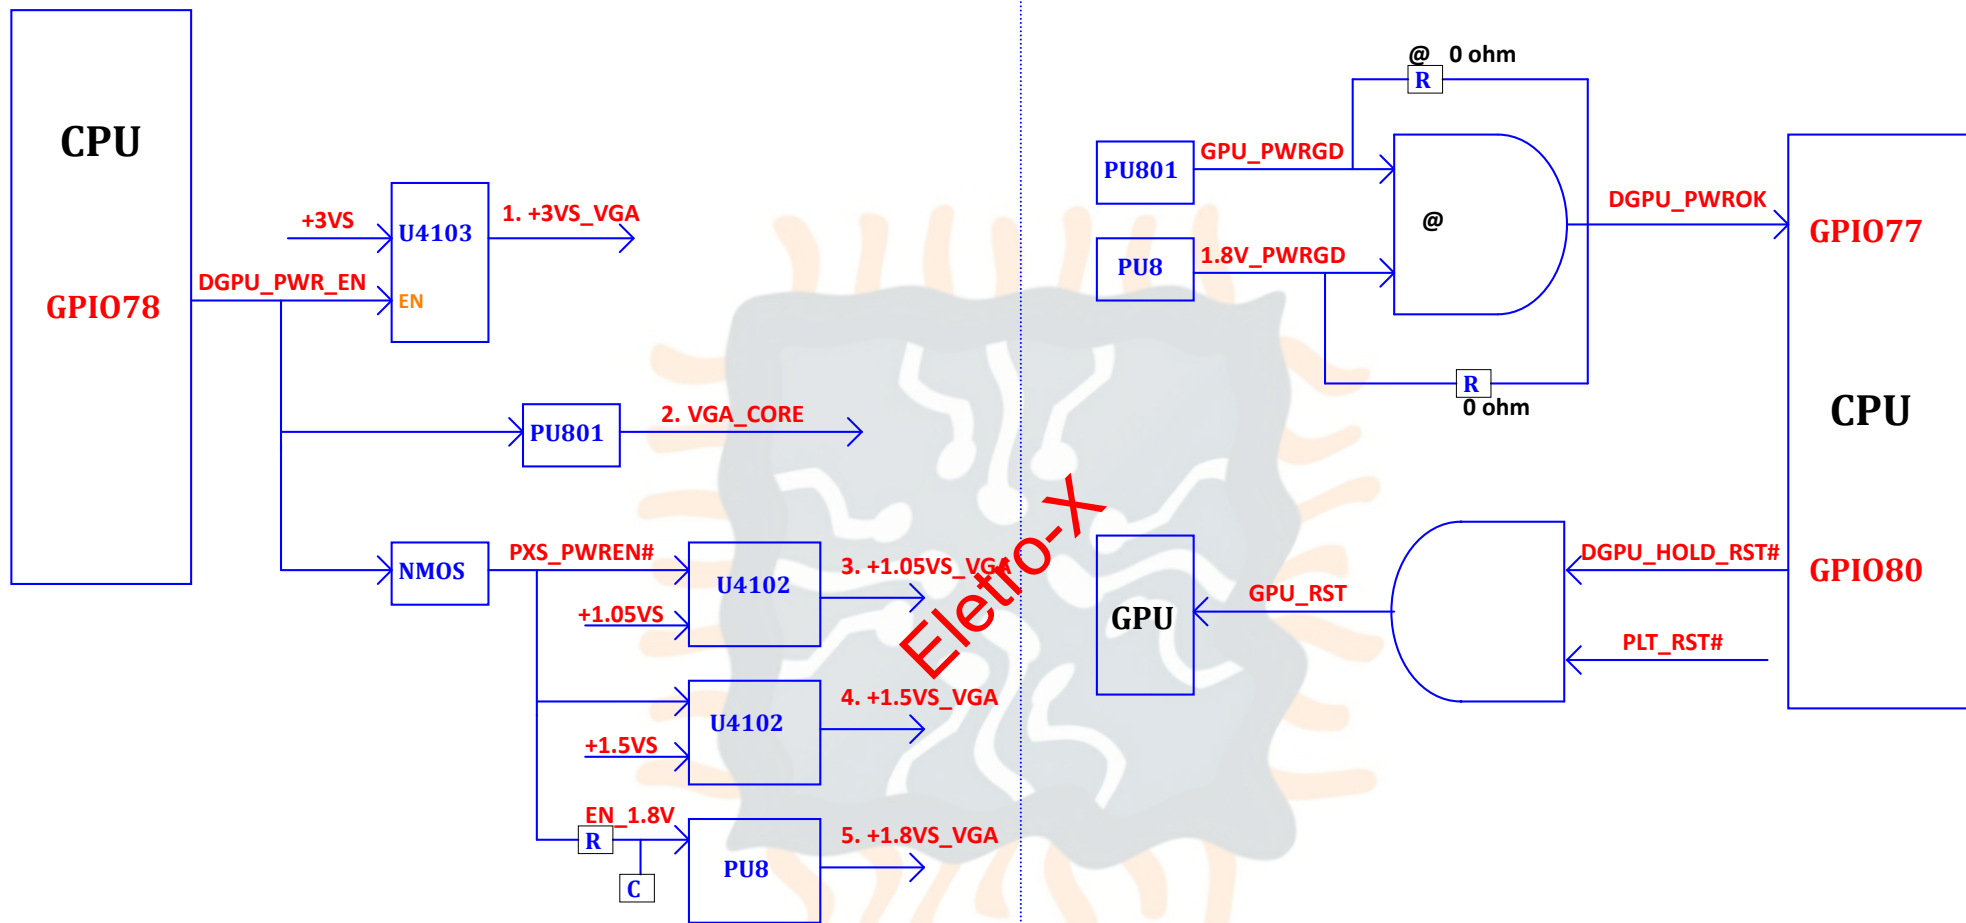 CPU
GPIO78
+3VS
DGPU_PWR_EN
U4103
EN
1. +3VS_VGA
PU801
2. VGA_CORE
NMOS
PXS_PWREN#
+1.05VS
U4102
3. +1.05VS_VGA
+1.5VS
U4102
4. +1.5VS_VGA
EN_1.8V
R
C
PU8
5. +1.8VS_VGA
Eletro-X
@ 0 ohm
R
PU801
GPU_PWRGD
PU8
1.8V_PWRGD
@
DGPU_PWROK
R
0 ohm
GPIO77
CPU
GPIO80
DGPU_HOLD_RST#
PLT_RST#
GPU_RST
GPU